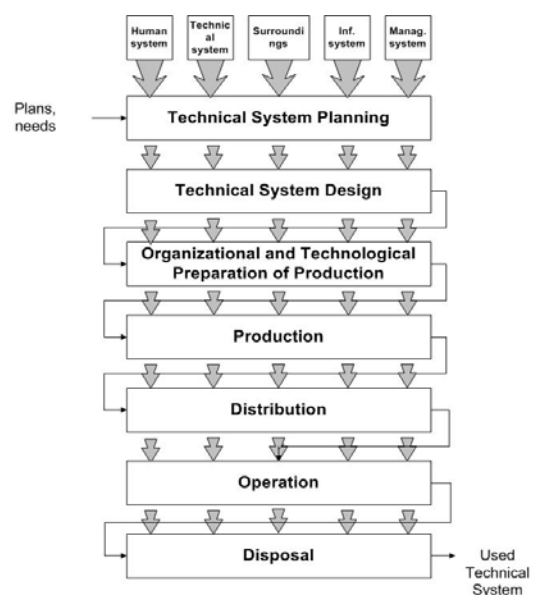 Human
system
Technic
al
system
Surroundi
ngs
Inf.
system
Manag.
system
Plans,
needs
Technical System Planning
Technical System Design
Organizational and Technological
Preparation of Production
Production
Distribution
Operation
Disposal
Used
Technical
System